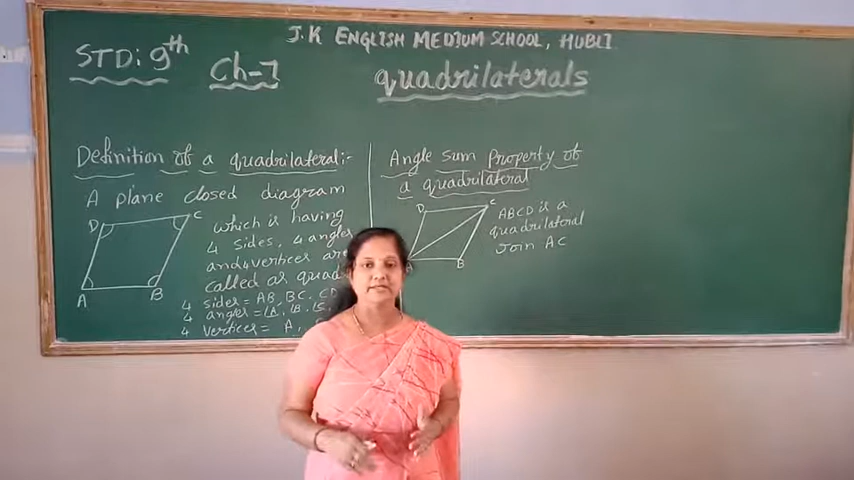 J.K ENGLISH MEDIUM SCHOOL, HUBLI
STD: 9th Ch-7 quadrilaterals
Definition of a quadrilateral:-
A plane closed diagram
which is having
4 sides, 4 angles
and 4 vertices are
called as quad
4 sides = AB, BC, CD
4 angles = ∠A, ∠B, ∠C,
4 vertices = A,
D C
A B
Angle sum Property of
a quadrilateral
D C
B
ABCD is a
quadrilateral
Join AC